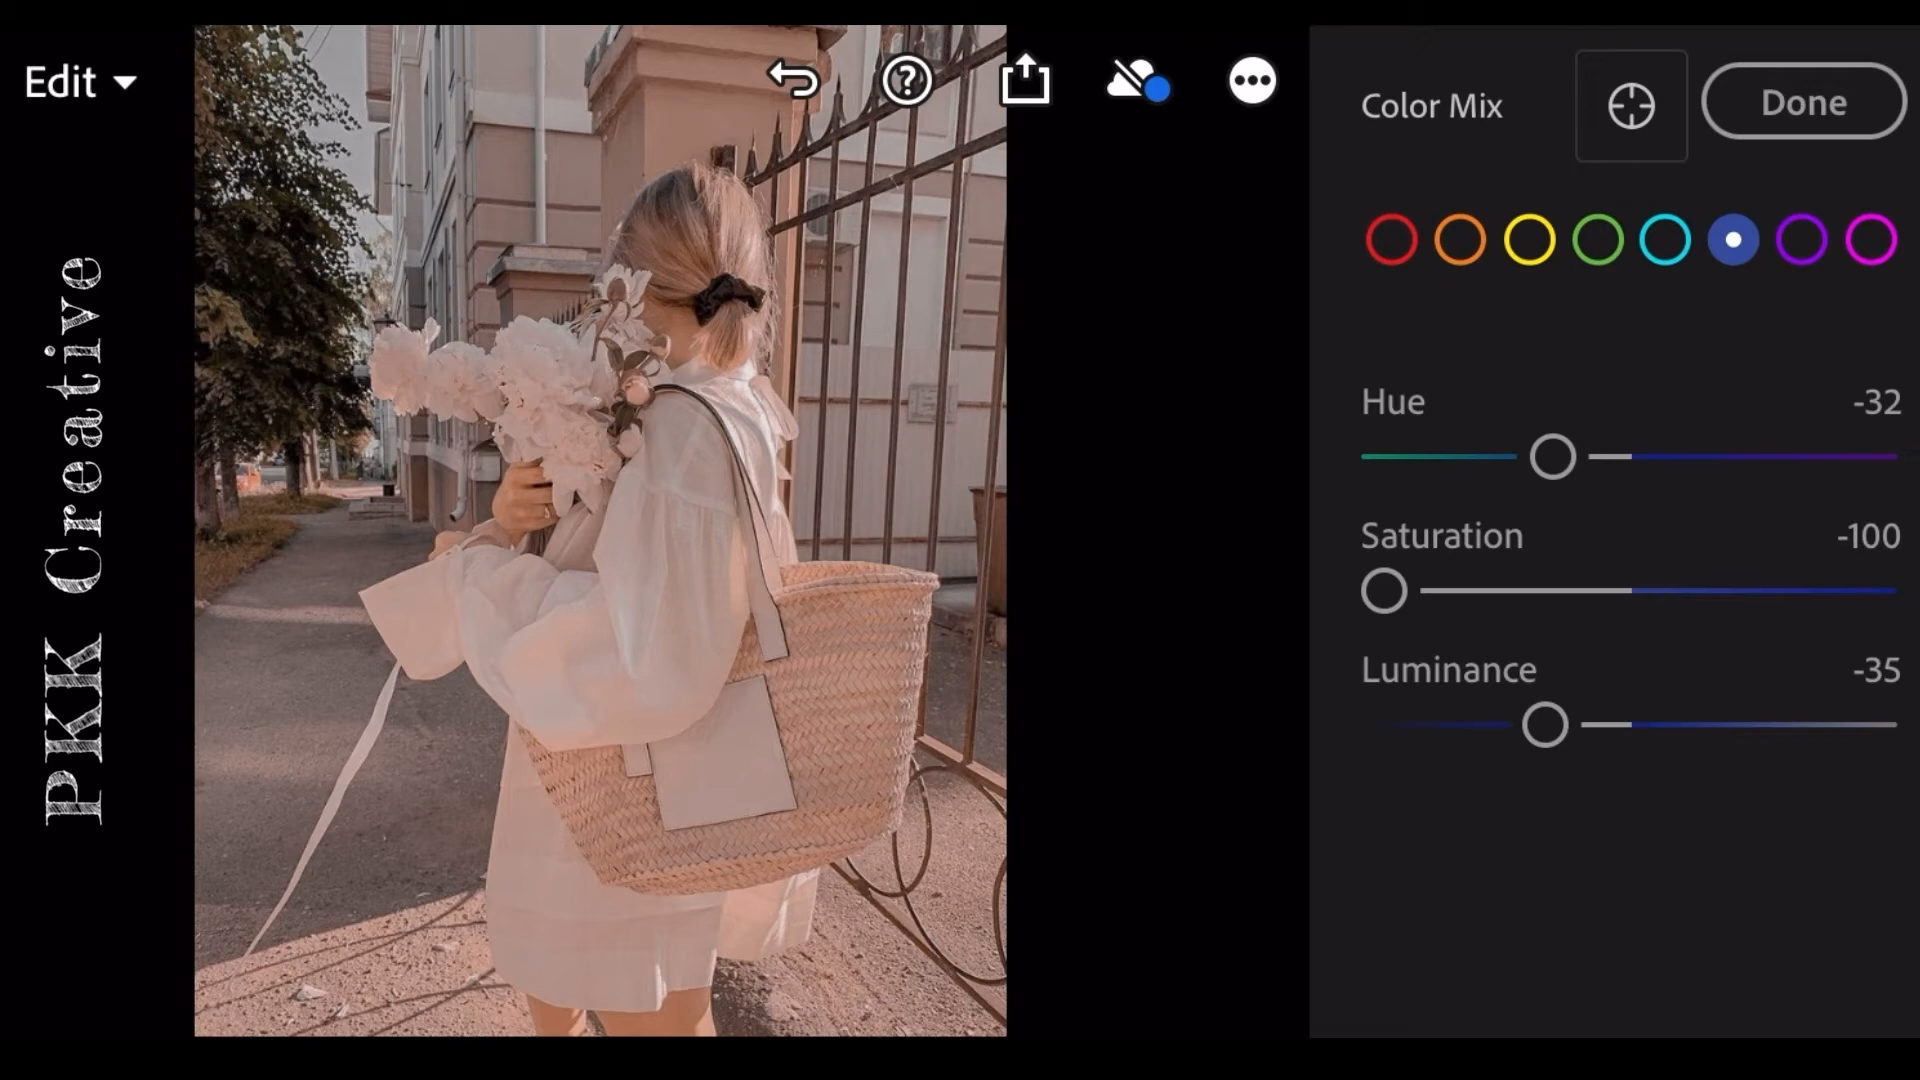 Edit
PKK Creative
Color Mix
Done
Hue -32
Saturation -100
Luminance -35